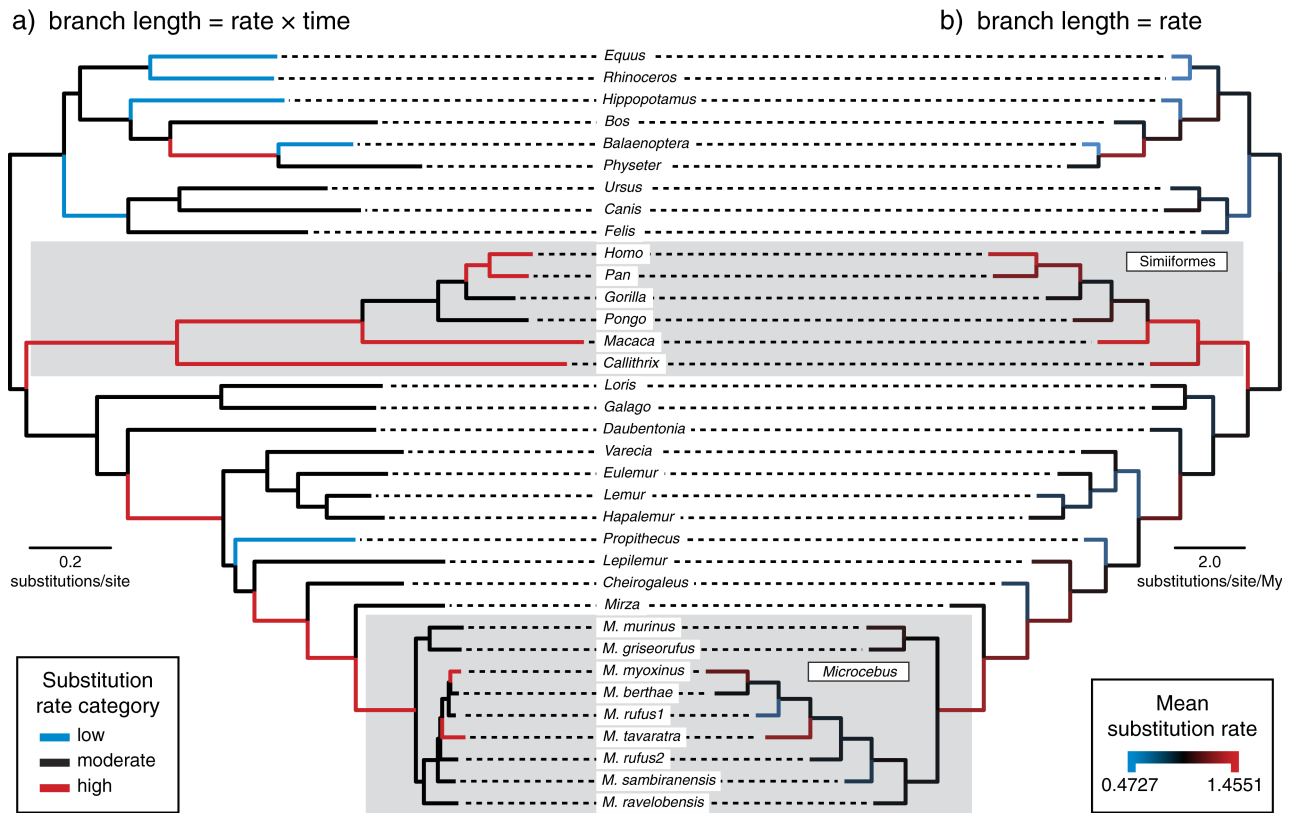 a) branch length = rate × time
b) branch length = rate
Equus
Rhinoceros
Hippopotamus
Bos
Balaenoptera
Physeter
Ursus
Canis
Felis
Homo
Simiiformes
Pan
Gorilla
Pongo
Macaca
Callithrix
Loris
Galago
Daubentonia
Varecia
Eulemur
Lemur
Hapalemur
Propithecus
0.2
substitutions/site
2.0
substitutions/site/My
Lepilemur
Cheirogaleus
Mirza
M. murinus
M. griseorufus
M. myoxinus
Microcebus
M. berthae
M. rufus1
M. tavaratra
M. rufus2
M. sambiranensis
M. ravelobensis
Substitution
rate category
low
moderate
high
Mean
substitution rate
0.4727
1.4551